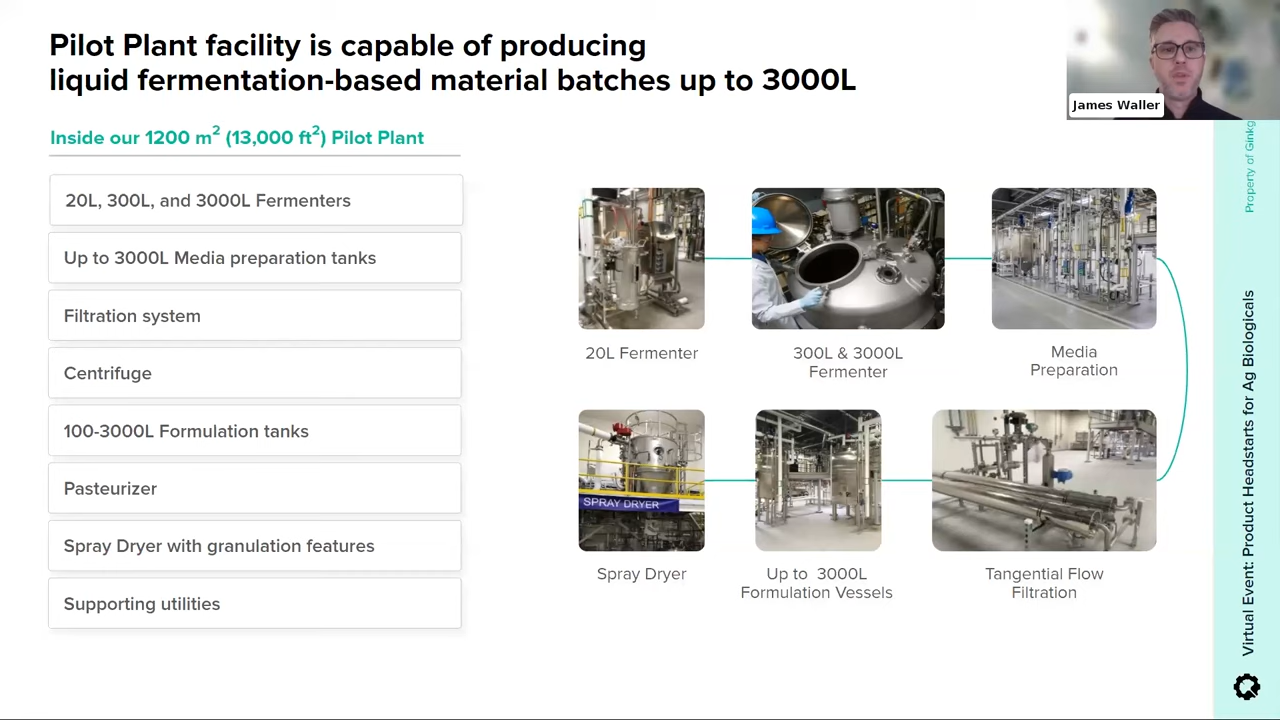 Pilot Plant facility is capable of producing
liquid fermentation-based material batches up to 3000L
James Waller
Inside our 1200 m² (13,000 ft²) Pilot Plant
20L, 300L, and 3000L Fermenters
Up to 3000L Media preparation tanks
Filtration system
Centrifuge
100-3000L Formulation tanks
Pasteurizer
Spray Dryer with granulation features
Supporting utilities
20L Fermenter
300L & 3000L
Fermenter
Media
Preparation
SPRAY DRYER
Spray Dryer
Up to 3000L
Formulation Vessels
Tangential Flow
Filtration
Property of
Virtual Event: Product Headstarts for Ag Biologicals